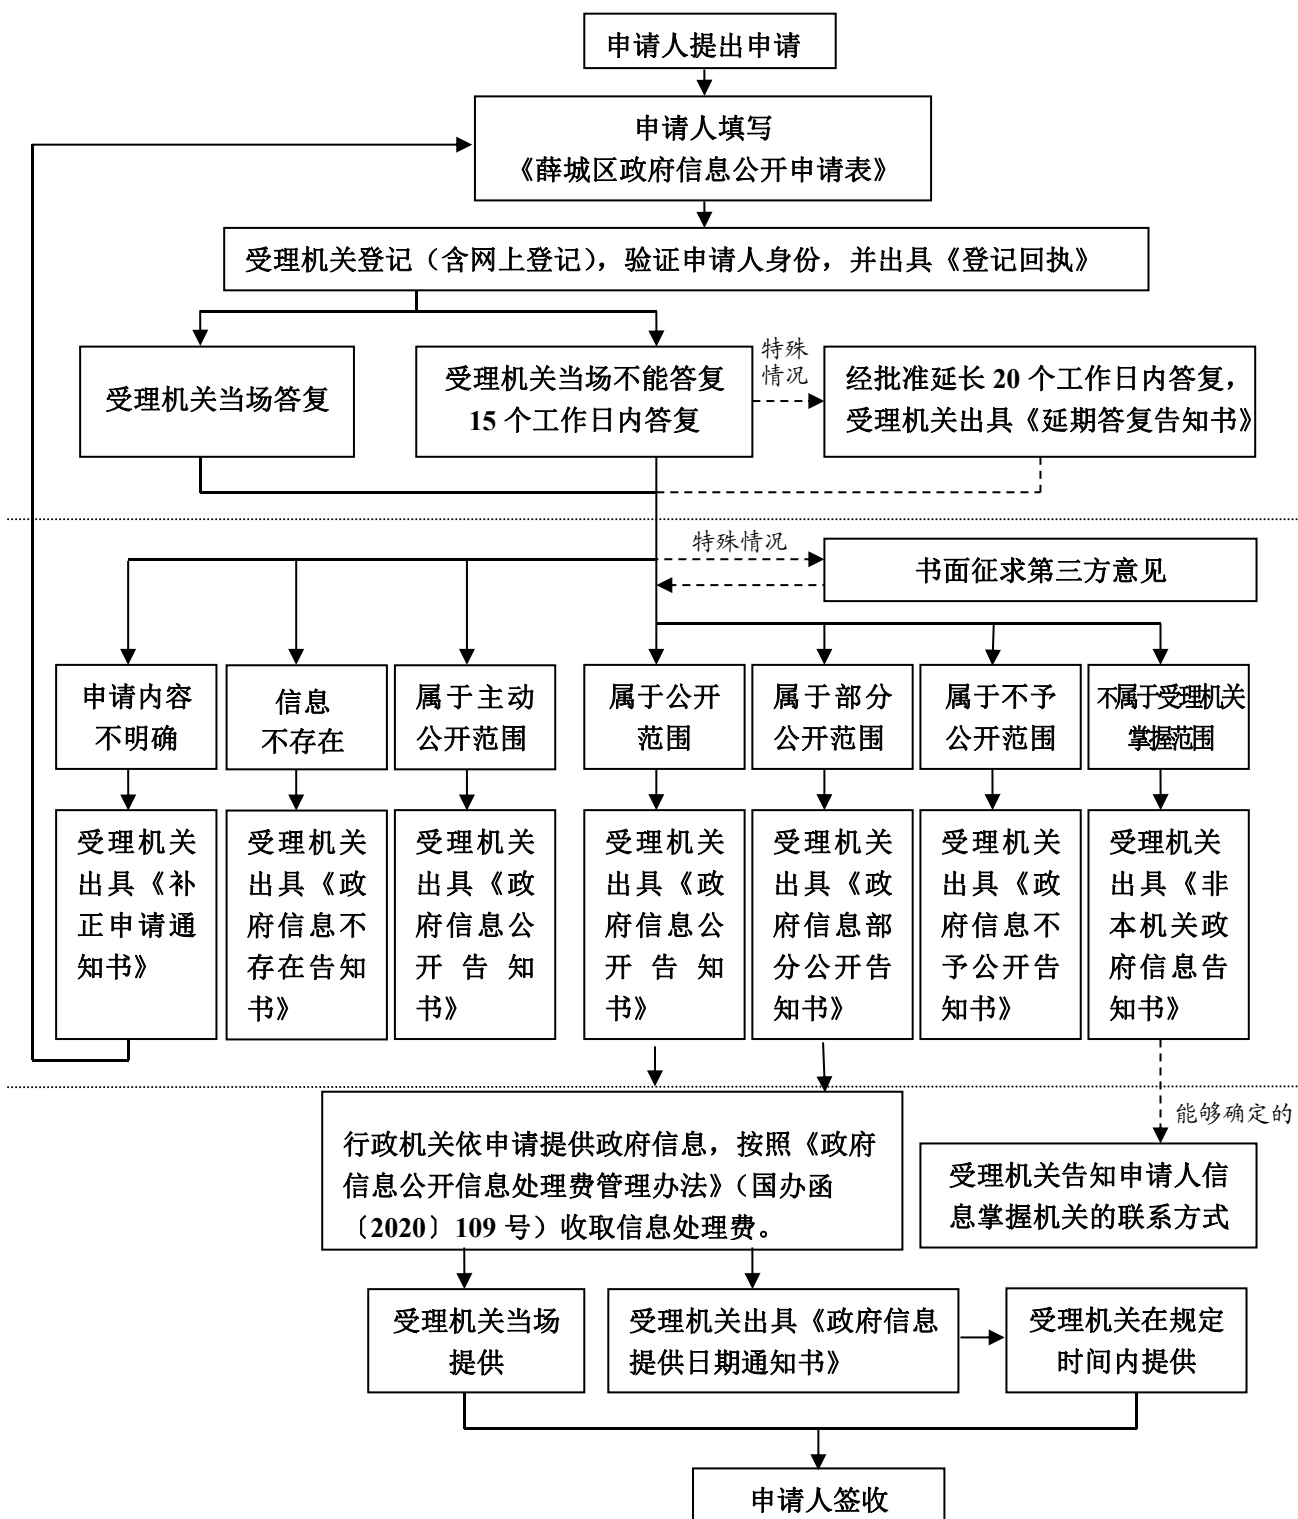 申请人提出申请
申请人填写
《薛城区政府信息公开申请表》
受理机关登记（含网上登记），验证申请人身份，并出具《登记回执》
受理机关当场答复
受理机关当场不能答复
15 个工作日内答复
特殊
情况
经批准延长 20 个工作日内答复，
受理机关出具《延期答复告知书》
特殊情况
书面征求第三方意见
申请内容
不明确
信息
不存在
属于主动
公开范围
属于公开
范围
属于部分
公开范围
属于不予
公开范围
不属于受理机关
掌握范围
受理机关
出具《补
正申请通
知书》
受理机关
出具《政
府信息不
存在告知
书》
受理机关
出具《政
府信息公
开告知
书》
受理机关
出具《政
府信息公
开告知
书》
受理机关
出具《政
府信息部
分公开告
知书》
受理机关
出具《政
府信息不
予公开告
知书》
受理机关
出具《非
本机关政
府信息告
知书》
行政机关依申请提供政府信息，按照《政府
信息公开信息处理费管理办法》（国办函
〔2020〕109 号）收取信息处理费。
能够确定的
受理机关告知申请人信
息掌握机关的联系方式
受理机关当场
提供
受理机关出具《政府信息
提供日期通知书》
受理机关在规定
时间内提供
申请人签收